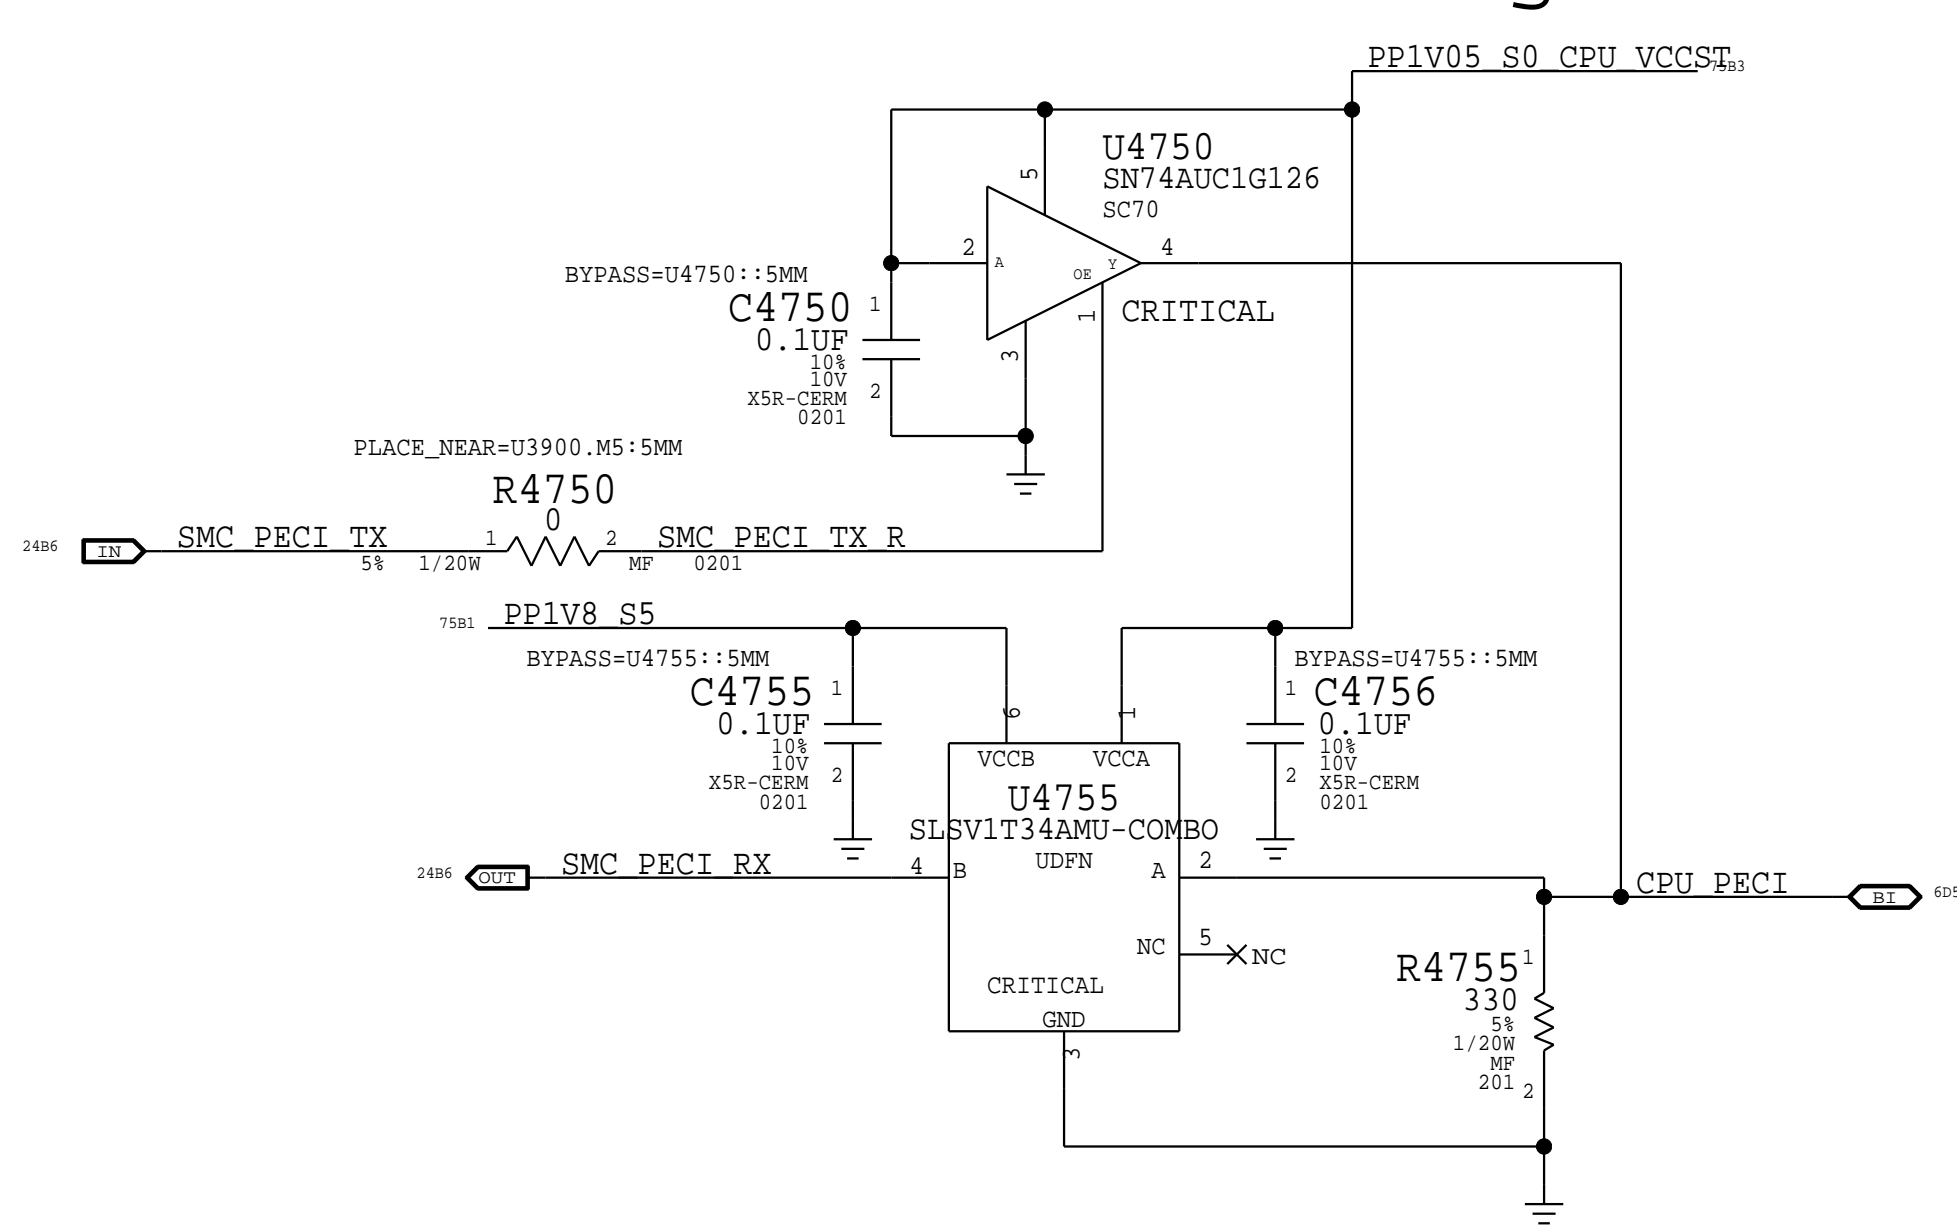 PP1V05_S0_CPU_VCCST
75B3
U4750
SN74AUC1G126
SC70
5
2
A
OE
Y
4
1
3
CRITICAL
BYPASS=U4750::5MM
C4750
1
0.1UF
10%
10V
X5R-CERM
0201
2
PLACE_NEAR=U3900.M5:5MM
R4750
0
24B6
IN
SMC_PECI_TX
1
2
SMC_PECI_TX_R
5%
1/20W
MF
0201
75B1
PP1V8_S5
BYPASS=U4755::5MM
C4755
1
0.1UF
10%
10V
X5R-CERM
0201
2
BYPASS=U4755::5MM
1
C4756
0.1UF
10%
10V
X5R-CERM
0201
2
6
1
VCCB
VCCA
U4755
SLSV1T34AMU-COMBO
UDFN
24B6
OUT
SMC_PECI_RX
4
B
A
2
NC
5
NC
CRITICAL
GND
3
CPU_PECI
BI
6D5
R4755
1
330
5%
1/20W
MF
201
2